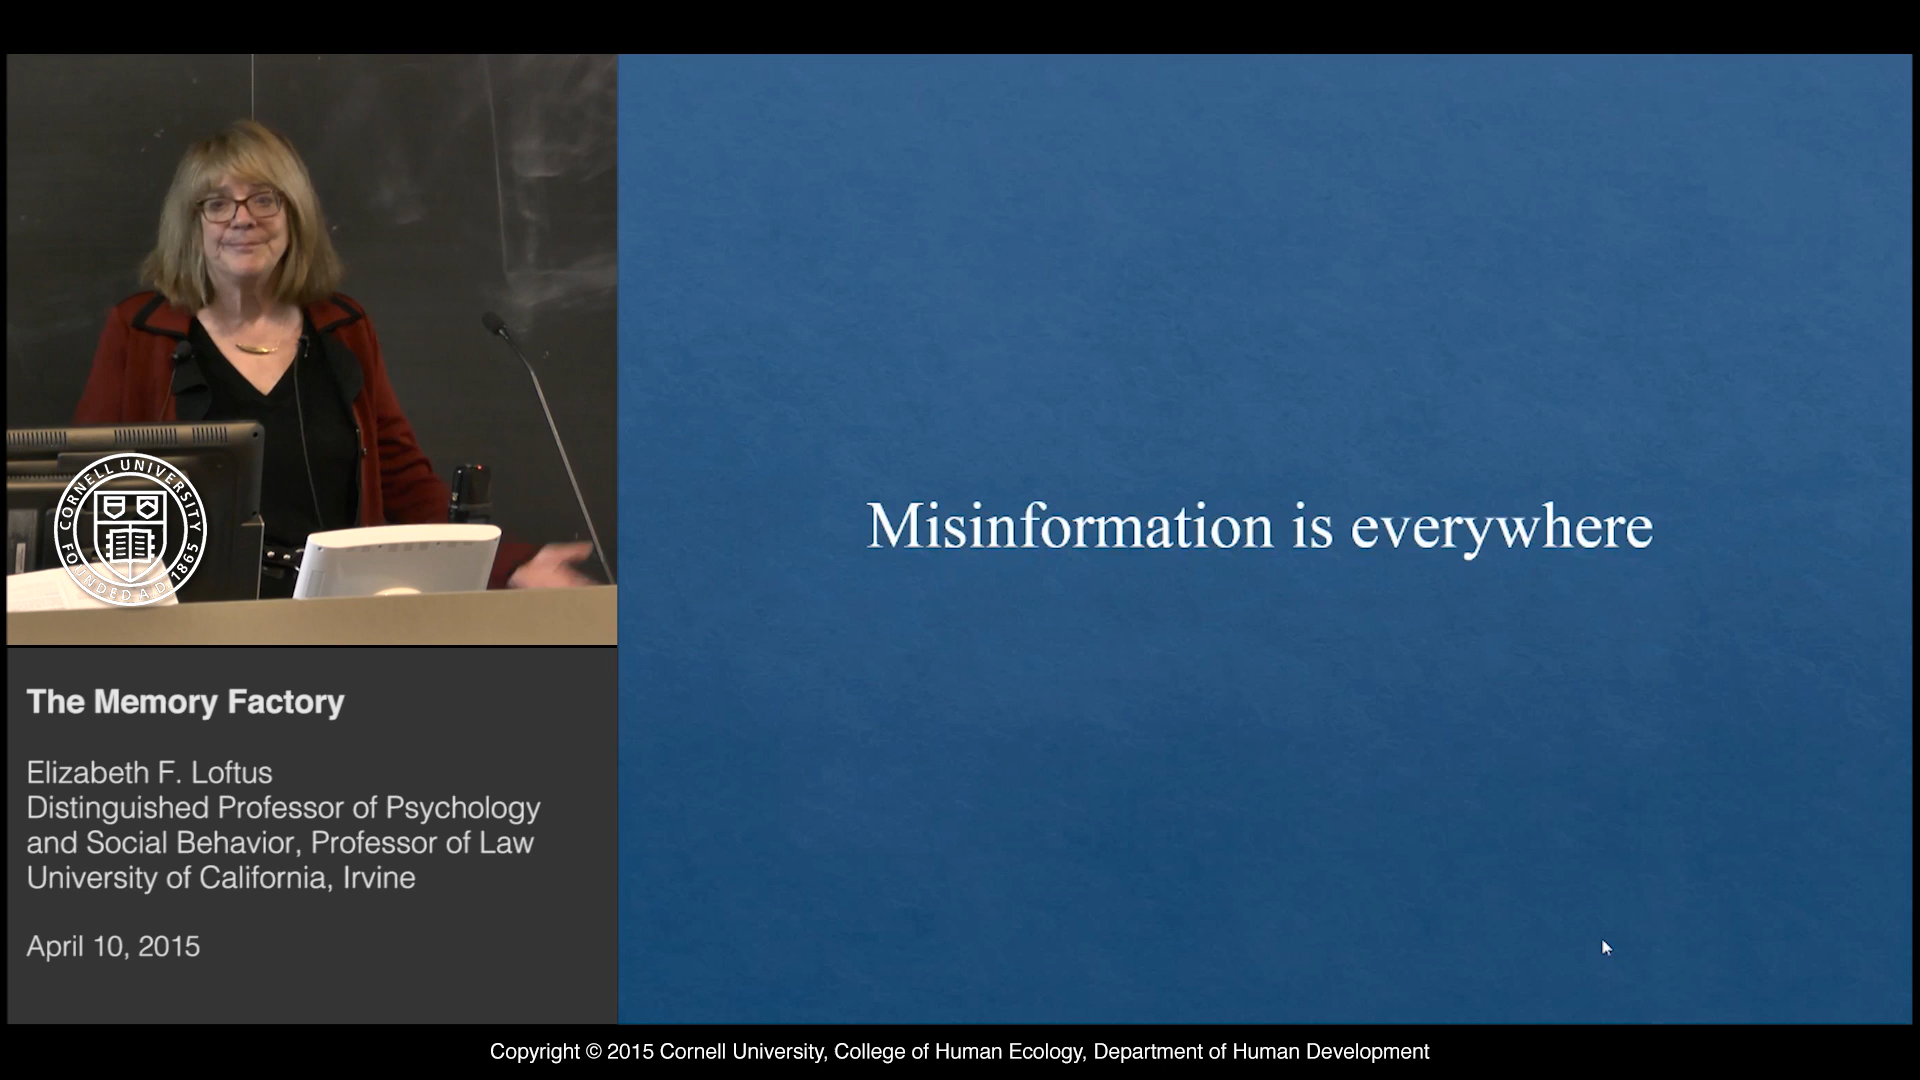 CORNELL UNIVERSITY
FOUNDED A.D. 1865
Misinformation is everywhere
The Memory Factory
Elizabeth F. Loftus
Distinguished Professor of Psychology
and Social Behavior, Professor of Law
University of California, Irvine
April 10, 2015
Copyright © 2015 Cornell University, College of Human Ecology, Department of Human Development